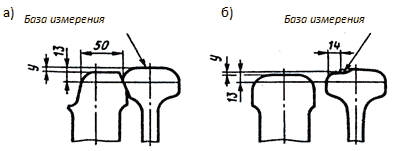 а)
База измерения
50
13
у
б)
База измерения
14
у
13